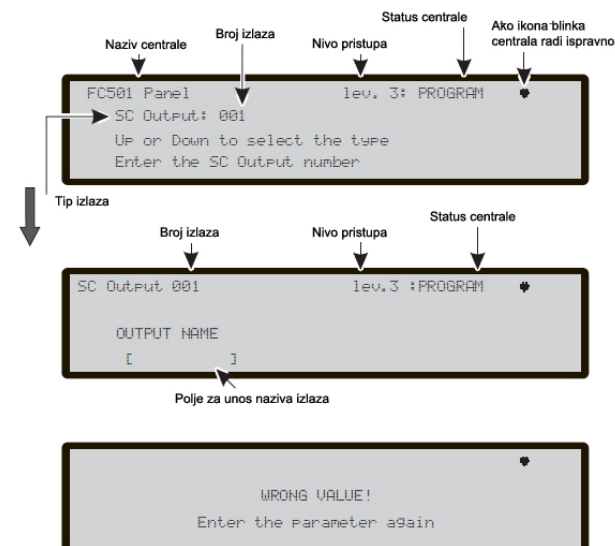 Naziv centrale
Broj izlaza
Nivo pristupa
Status centrale
Ako ikona blinka
centrala radi ispravno
FC501 Panel lev. 3: PROGRAM
SC Output: 001
Up or Down to select the type
Enter the SC Output number
Tip izlaza
Broj izlaza
Nivo pristupa
Status centrale
SC Output 001 lev.3 :PROGRAM
OUTPUT NAME
[ ]
Polje za unos naziva izlaza
WRONG VALUE!
Enter the parameter again